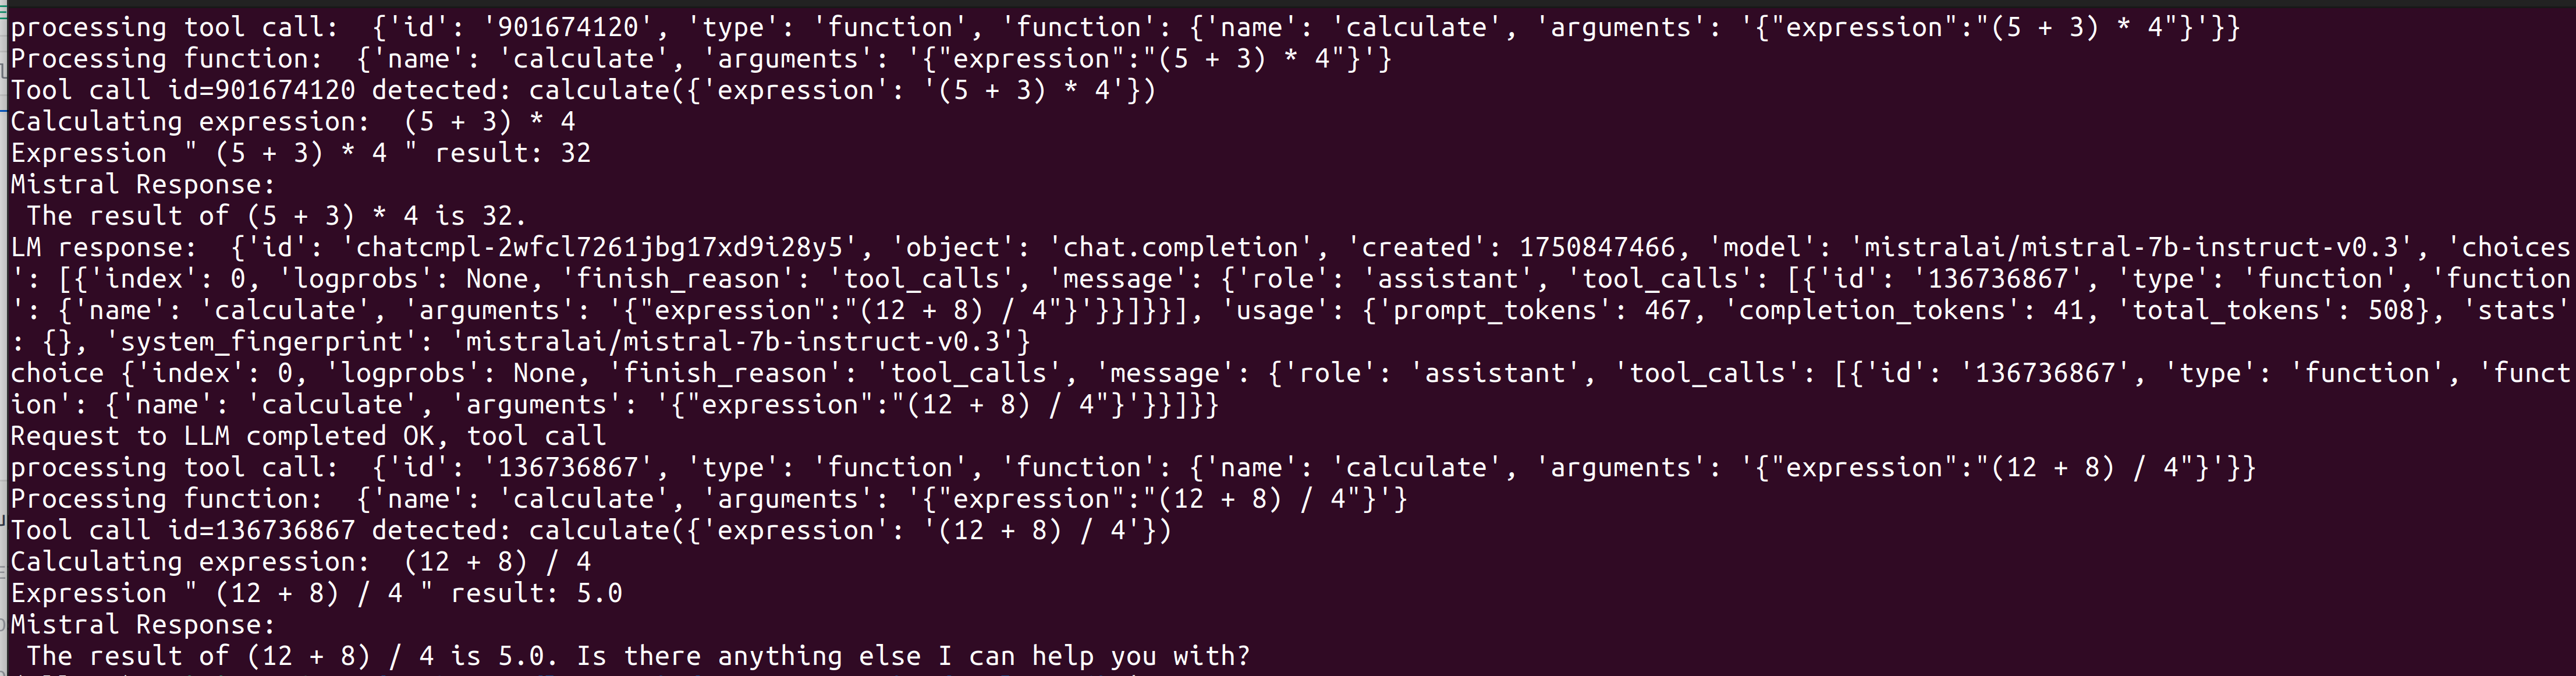 processing tool call:  {'id': '901674120', 'type': 'function', 'function': {'name': 'calculate', 'arguments': '{"expression":"(5 + 3) * 4"}'}}
Processing function:  {'name': 'calculate', 'arguments': '{"expression":"(5 + 3) * 4"}'}
Tool call id=901674120 detected: calculate({'expression': '(5 + 3) * 4'})
Calculating expression:  (5 + 3) * 4
Expression " (5 + 3) * 4 " result: 32
Mistral Response:
 The result of (5 + 3) * 4 is 32.
LM response:  {'id': 'chatcmpl-2wfcl7261jbg17xd9i28y5', 'object': 'chat.completion', 'created': 1750847466, 'model': 'mistralai/mistral-7b-instruct-v0.3', 'choices
': [{'index': 0, 'logprobs': None, 'finish_reason': 'tool_calls', 'message': {'role': 'assistant', 'tool_calls': [{'id': '136736867', 'type': 'function', 'function
': {'name': 'calculate', 'arguments': '{"expression":"(12 + 8) / 4"}'}}]}}], 'usage': {'prompt_tokens': 467, 'completion_tokens': 41, 'total_tokens': 508}, 'stats'
: {}, 'system_fingerprint': 'mistralai/mistral-7b-instruct-v0.3'}
choice {'index': 0, 'logprobs': None, 'finish_reason': 'tool_calls', 'message': {'role': 'assistant', 'tool_calls': [{'id': '136736867', 'type': 'function', 'funct
ion': {'name': 'calculate', 'arguments': '{"expression":"(12 + 8) / 4"}'}}]}}
Request to LLM completed OK, tool call
processing tool call:  {'id': '136736867', 'type': 'function', 'function': {'name': 'calculate', 'arguments': '{"expression":"(12 + 8) / 4"}'}}
Processing function:  {'name': 'calculate', 'arguments': '{"expression":"(12 + 8) / 4"}'}
Tool call id=136736867 detected: calculate({'expression': '(12 + 8) / 4'})
Calculating expression:  (12 + 8) / 4
Expression " (12 + 8) / 4 " result: 5.0
Mistral Response:
 The result of (12 + 8) / 4 is 5.0. Is there anything else I can help you with?